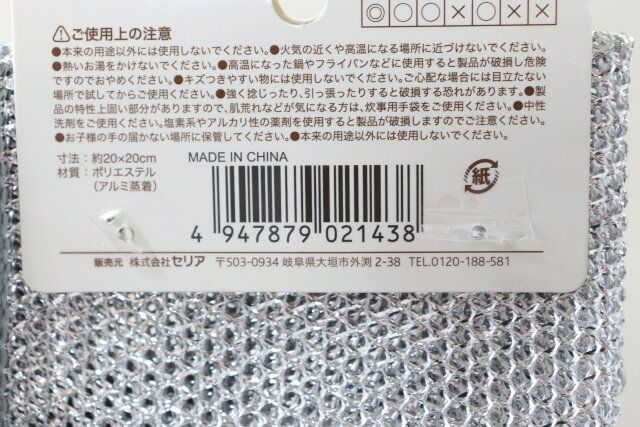 ◎○○×○××
⚠ご使用上の注意
●本来の用途以外には使用しないでください。●火気の近くや高温になる場所に近づけないでください。
●熱いお湯をかけないでください。●高温になった鍋やフライパンなどに使用すると製品が破損し危険
ですのでおやめください。●キズつきやすい物には使用しないでください。ご心配な場合には目立たない
場所で試してからご使用ください。●強く捻じったり、引っ張りたりすると破損する恐れがあります。●製
品の特性上固い部分がありますので、肌荒れなどが気になる方は、炊事用手袋をご使用ください。●中性
洗剤をご使用ください。塩素系やアルカリ性の薬剤を使用すると製品が破損しますのでご注意ください。
●お子様の手の届かない場所に保管してください。●本来の用途以外には使用しないでください。
寸法：約20×20cm
材質：ポリエステル
（アルミ蒸着）
MADE IN CHINA
紙
4 947879 021438
販売元 株式会社セリア 〒503-0934 岐阜県大垣市外渕2-38 TEL.0120-188-581